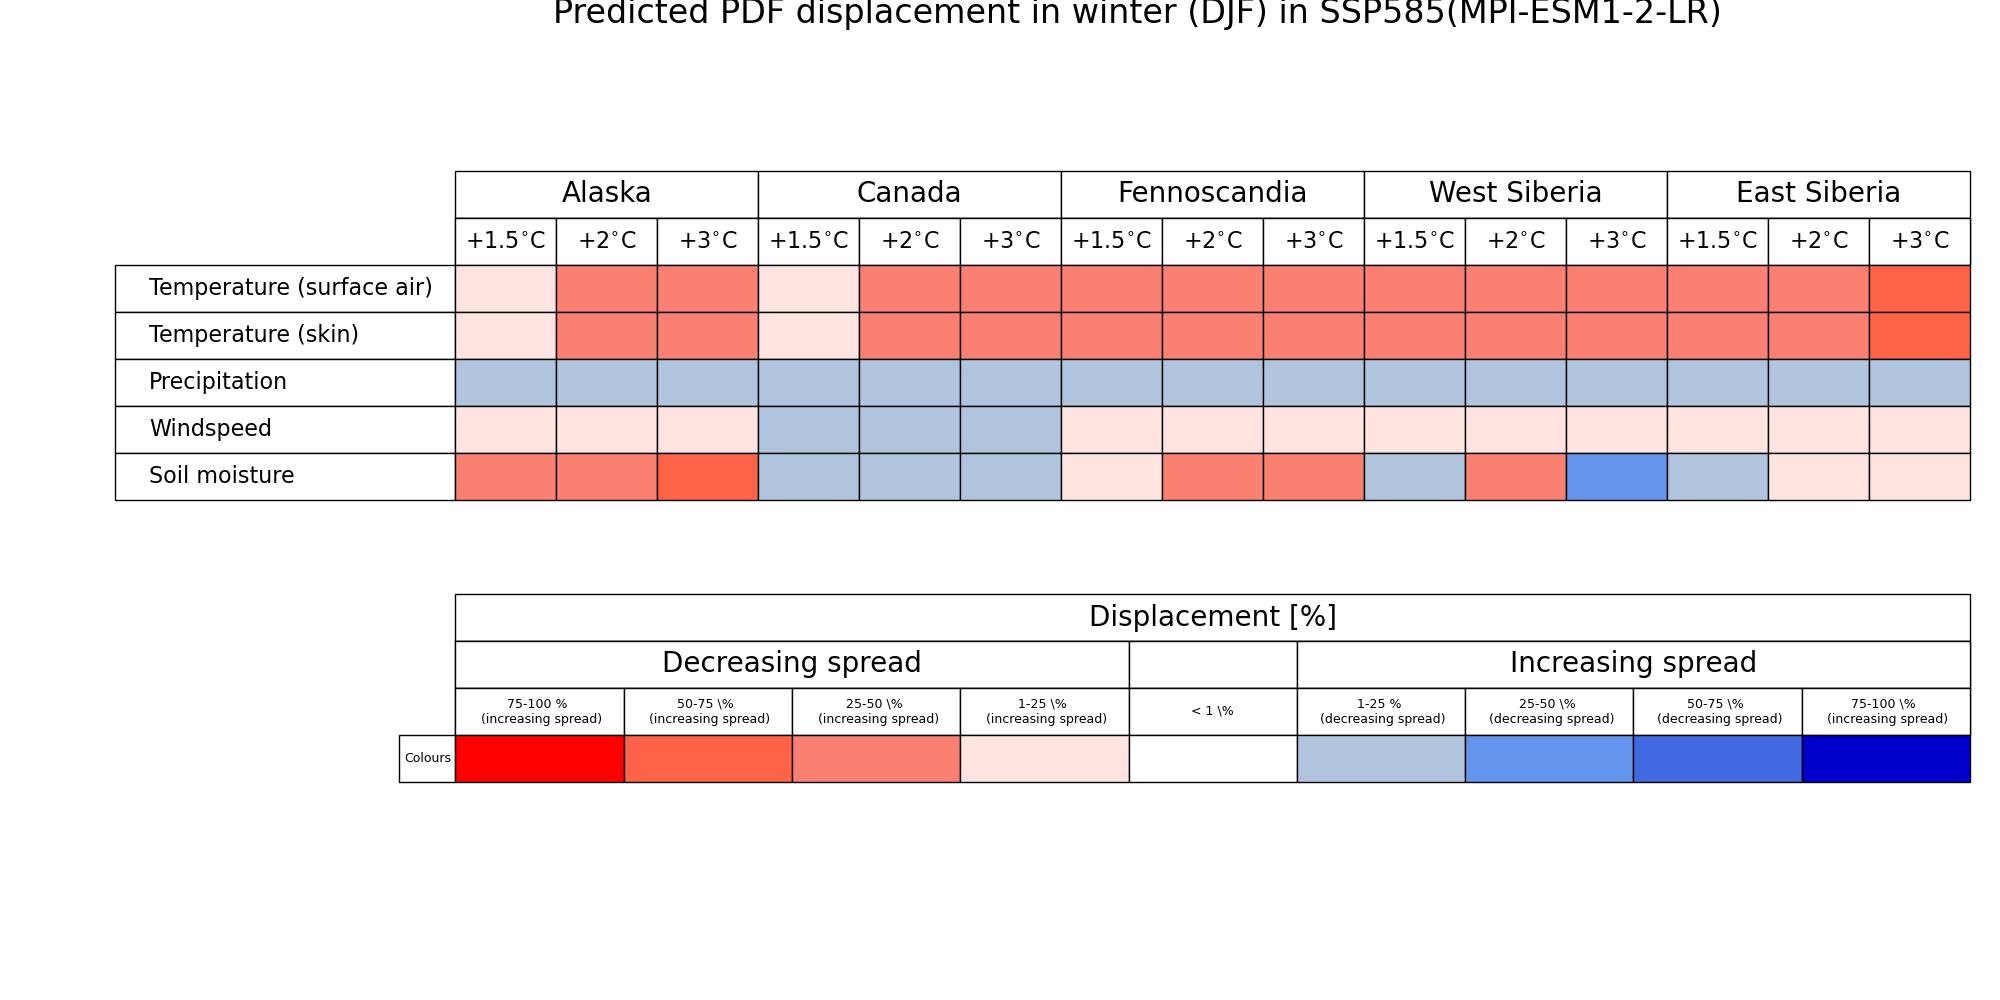 Predicted PDF displacement in winter (DJF) in SSP585(MPI-ESM1-2-LR)
Alaska Canada Fennoscandia West Siberia East Siberia
+1.5°C +2°C +3°C +1.5°C +2°C +3°C +1.5°C +2°C +3°C +1.5°C +2°C +3°C +1.5°C +2°C +3°C
Temperature (surface air)
Temperature (skin)
Precipitation
Windspeed
Soil moisture
Displacement [%]
Decreasing spread Increasing spread
75-100 % 50-75 \% 25-50 \% 1-25 \% < 1 \% 1-25 % 25-50 \% 50-75 \% 75-100 \%
(increasing spread) (increasing spread) (increasing spread) (increasing spread) (decreasing spread) (decreasing spread) (decreasing spread) (increasing spread)
Colours